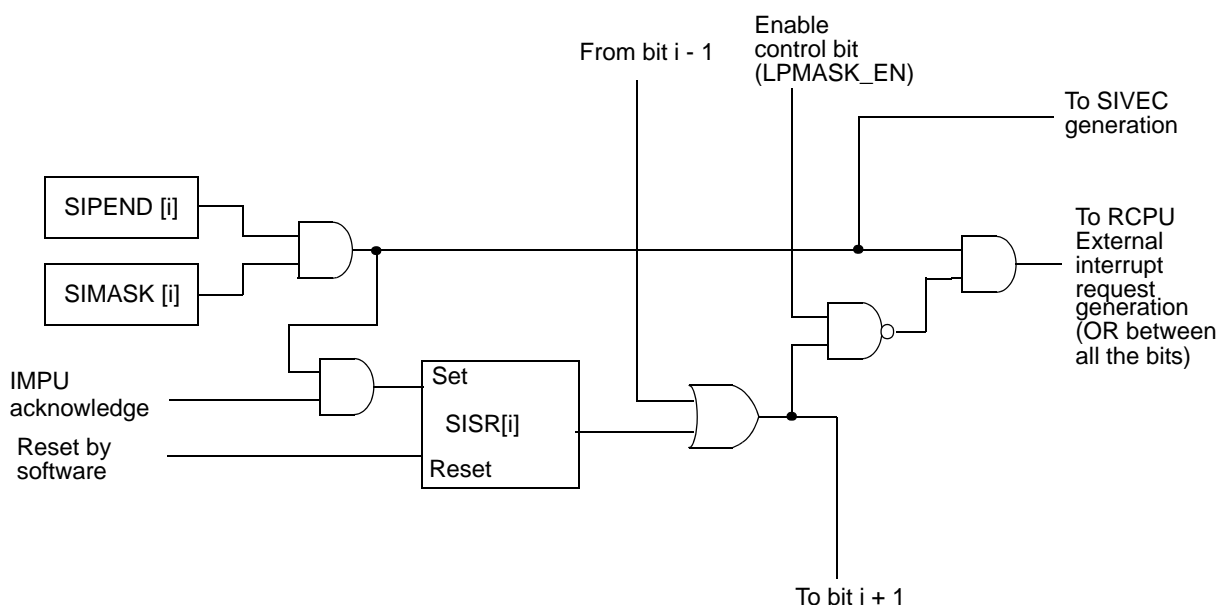 Enable
control bit
(LPMASK_EN)
From bit i - 1
To SIVEC
generation
SIPEND [i]
SIMASK [i]
To RCPU
External
interrupt
request
generation
(OR between
all the bits)
IMPU
acknowledge
Set
SISR[i]
Reset
Reset by
software
To bit i + 1